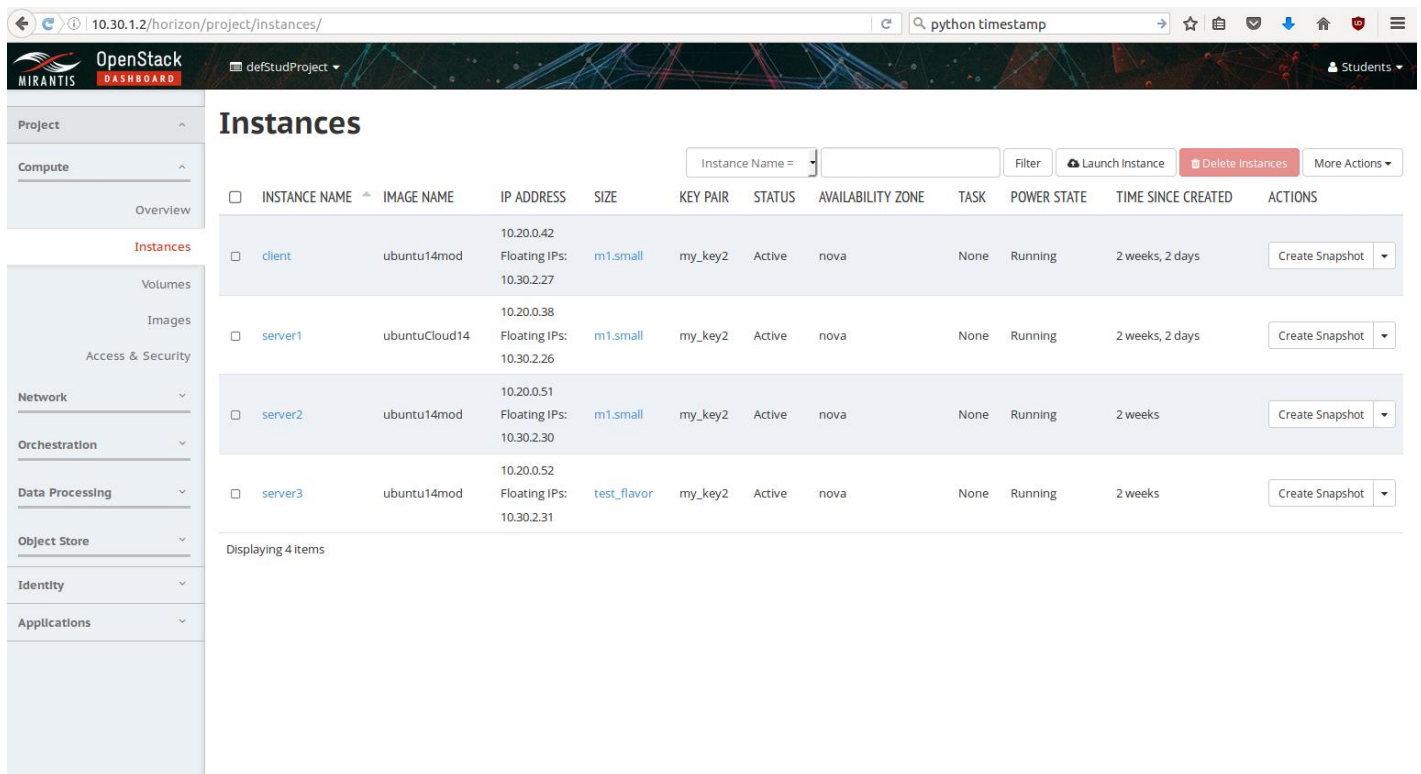 10.30.1.2/horizon/project/instances/
python timestamp
MIRANTIS
OpenStack
DASHBOARD
defStudProject
Students
Project
Compute
Overview
Instances
Volumes
Images
Access & Security
Network
Orchestration
Data Processing
Object Store
Identity
Applications
Instances
Instance Name = Filter Launch Instance Delete Instances More Actions
INSTANCE NAME IMAGE NAME IP ADDRESS SIZE KEY PAIR STATUS AVAILABILITY ZONE TASK POWER STATE TIME SINCE CREATED ACTIONS
10.20.0.42
client ubuntu14mod Floating IPs: m1.small my_key2 Active nova None Running 2 weeks, 2 days Create Snapshot
10.30.2.27
10.20.0.38
server1 ubuntuCloud14 Floating IPs: m1.small my_key2 Active nova None Running 2 weeks, 2 days Create Snapshot
10.30.2.26
10.20.0.51
server2 ubuntu14mod Floating IPs: m1.small my_key2 Active nova None Running 2 weeks Create Snapshot
10.30.2.30
10.20.0.52
server3 ubuntu14mod Floating IPs: test_flavor my_key2 Active nova None Running 2 weeks Create Snapshot
10.30.2.31
Displaying 4 items